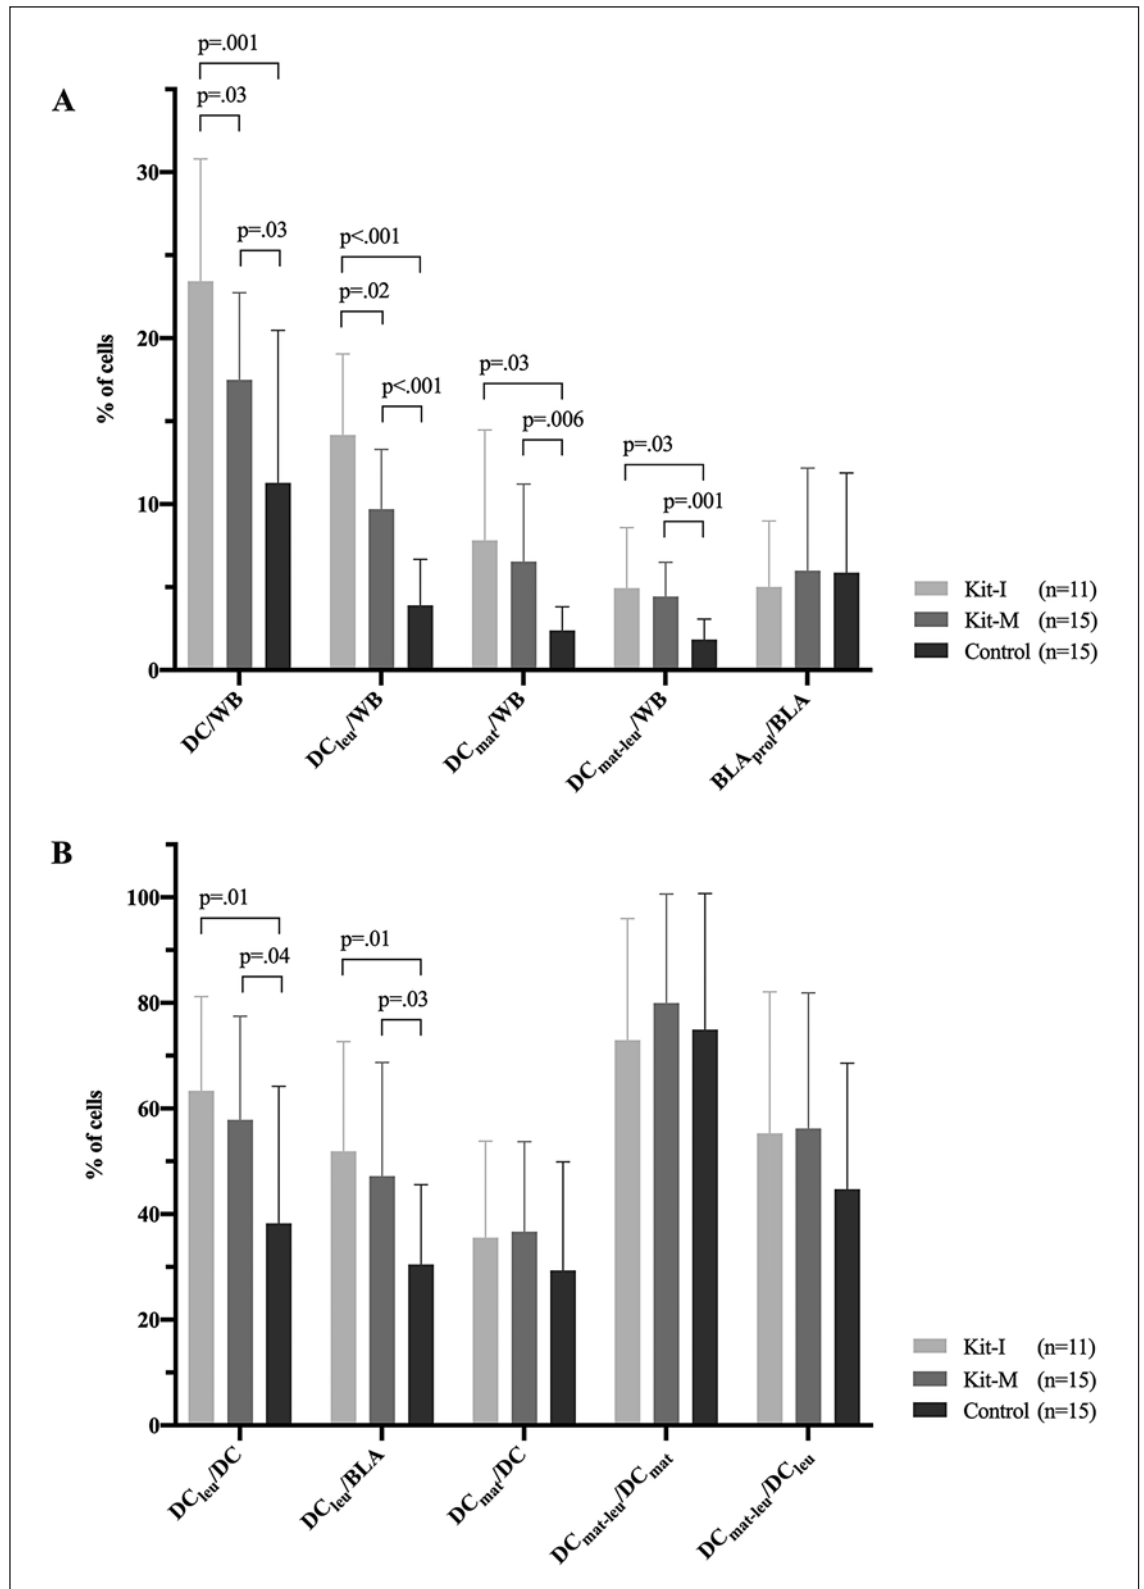 A
p=.001
p=.03
p=.03
p<.001
p=.02
p<.001
p=.03
p=.006
p=.03
p=.001
% of cells
30
20
10
0
DC/WB
DCleu/WB
DCmat/WB
DCmat-leu/WB
BLAprol/BLA
Kit-I (n=11)
Kit-M (n=15)
Control (n=15)
B
p=.01
p=.04
p=.01
p=.03
% of cells
100
80
60
40
20
0
DCleu/DC
DCleu/BLA
DCmat/DC
DCmat-leu/DCmat
DCmat-leu/DCleu
Kit-I (n=11)
Kit-M (n=15)
Control (n=15)